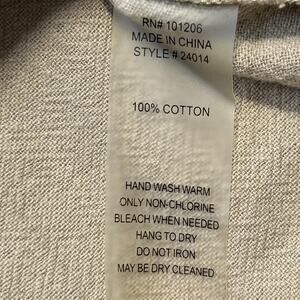 RN# 101206
MADE IN CHINA
STYLE # 24014
100% COTTON
HAND WASH WARM
ONLY NON-CHLORINE
BLEACH WHEN NEEDED
HANG TO DRY
DO NOT IRON
MAY BE DRY CLEANED